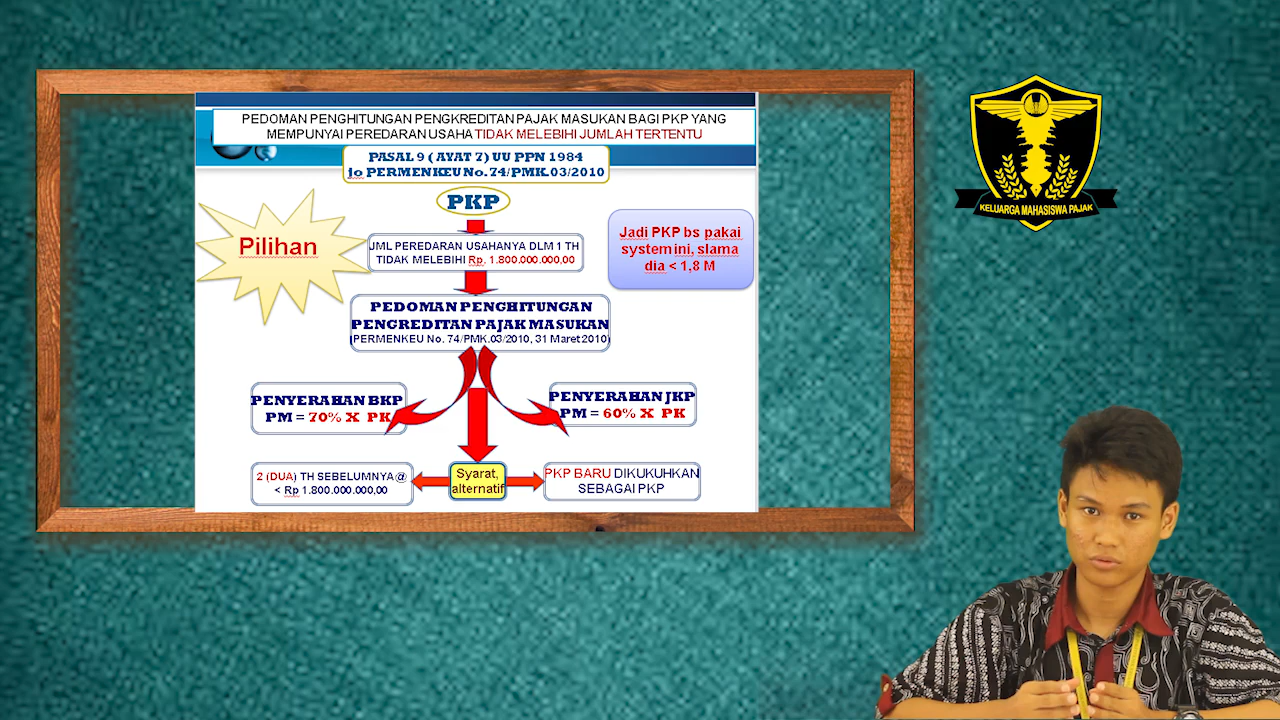 PEDOMAN PENGHITUNGAN PENGKREDITAN PAJAK MASUKAN BAGI PKP YANG
MEMPUNYAI PEREDARAN USAHA TIDAK MELEBIHI JUMLAH TERTENTU
PASAL 9 ( AYAT 7) UU PPN 1984
jo PERMENKEU No. 74/PMK.03/2010
PKP
Pilihan
JML PEREDARAN USAHANYA DLM 1 TH
TIDAK MELEBIHI Rp. 1.800.000.000,00
Jadi PKP bs pakai
system ini, slama
dia < 1,8 M
PEDOMAN PENGHITUNGAN
PENGREDITAN PAJAK MASUKAN
(PERMENKEU No. 74/PMK.03/2010, 31 Maret 2010)
PENYERAHAN BKP
PM = 70% X PK
PENYERAHAN JKP
PM = 60% X PK
2 (DUA) TH SEBELUMNYA @
< Rp 1.800.000.000,00
Syarat,
alternatif
PKP BARU DIKUKUHKAN
SEBAGAI PKP
KELUARGA MAHASISWA PAJAK